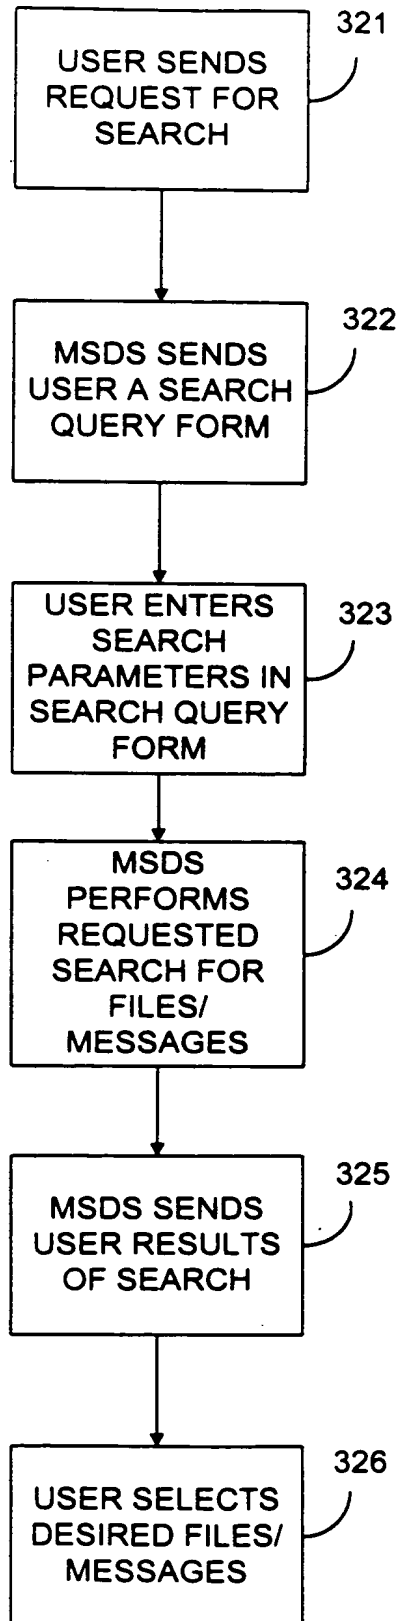 321
USER SENDS
REQUEST FOR
SEARCH
322
MSDS SENDS
USER A SEARCH
QUERY FORM
323
USER ENTERS
SEARCH
PARAMETERS IN
SEARCH QUERY
FORM
324
MSDS
PERFORMS
REQUESTED
SEARCH FOR
FILES/
MESSAGES
325
MSDS SENDS
USER RESULTS
OF SEARCH
326
USER SELECTS
DESIRED FILES/
MESSAGES